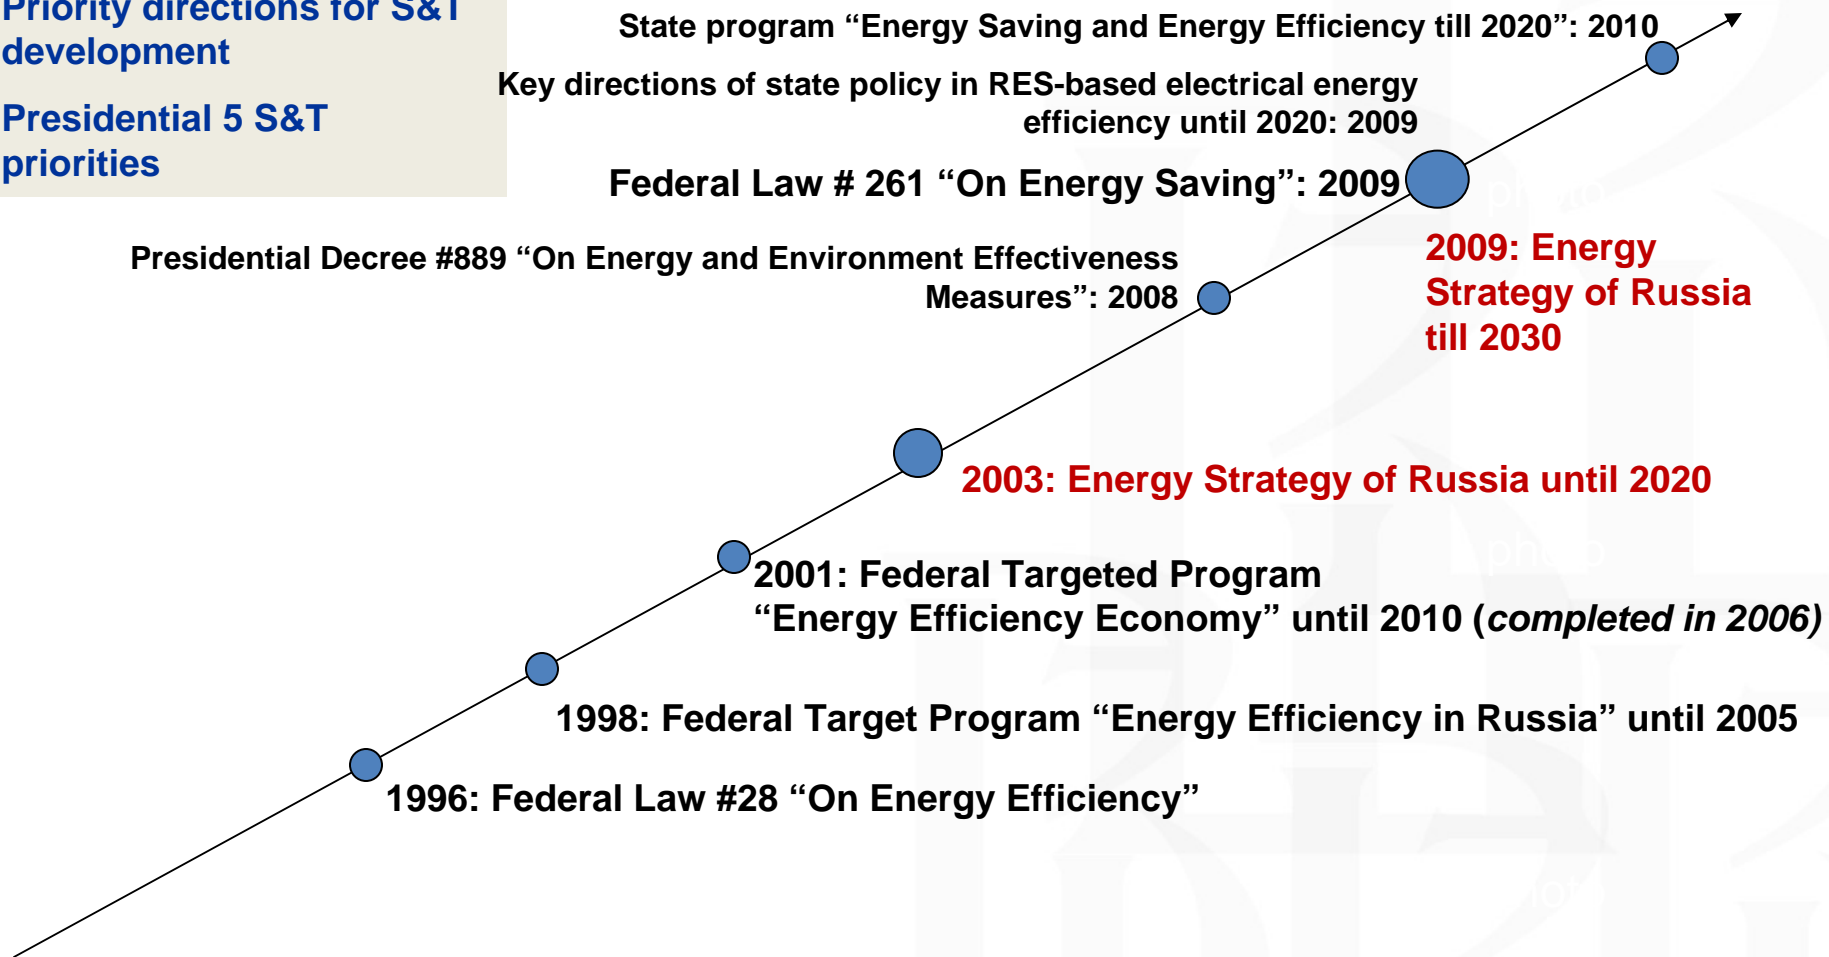 Priority directions for S&T
development
Presidential 5 S&T
priorities
State program “Energy Saving and Energy Efficiency till 2020”: 2010
Key directions of state policy in RES-based electrical energy
efficiency until 2020: 2009
Federal Law # 261 “On Energy Saving”: 2009
photo
Presidential Decree #889 “On Energy and Environment Effectiveness
Measures”: 2008
2009: Energy
Strategy of Russia
till 2030
2003: Energy Strategy of Russia until 2020
photo
2001: Federal Targeted Program
“Energy Efficiency Economy” until 2010 (completed in 2006)
1998: Federal Target Program “Energy Efficiency in Russia” until 2005
1996: Federal Law #28 “On Energy Efficiency”
photo